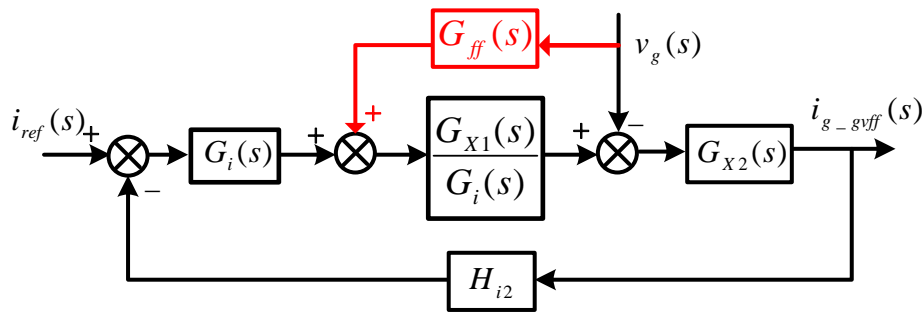 G_ff(s)
v_g(s)
i_ref(s)
+
−
G_i(s)
+
+
G_X1(s)
G_i(s)
+
−
G_X2(s)
i_g_gvff(s)
H_i2